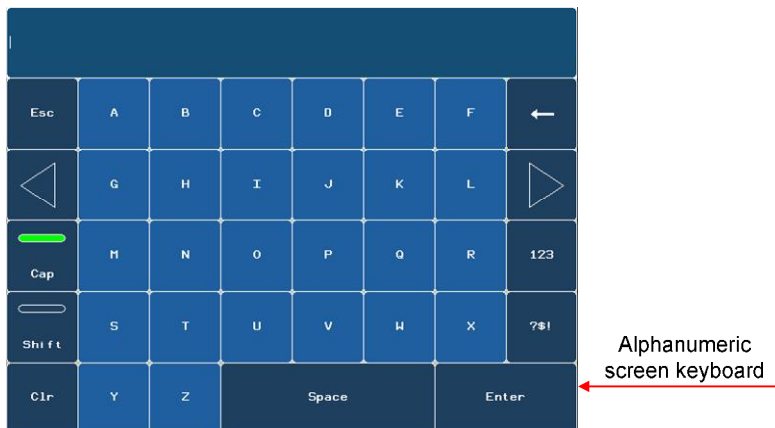 Esc A B C D E F ←
G H I J K L
Cap M N O P Q R 123
Shift S T U V W X ?$!
Clr Y Z Space Enter
Alphanumeric
screen keyboard